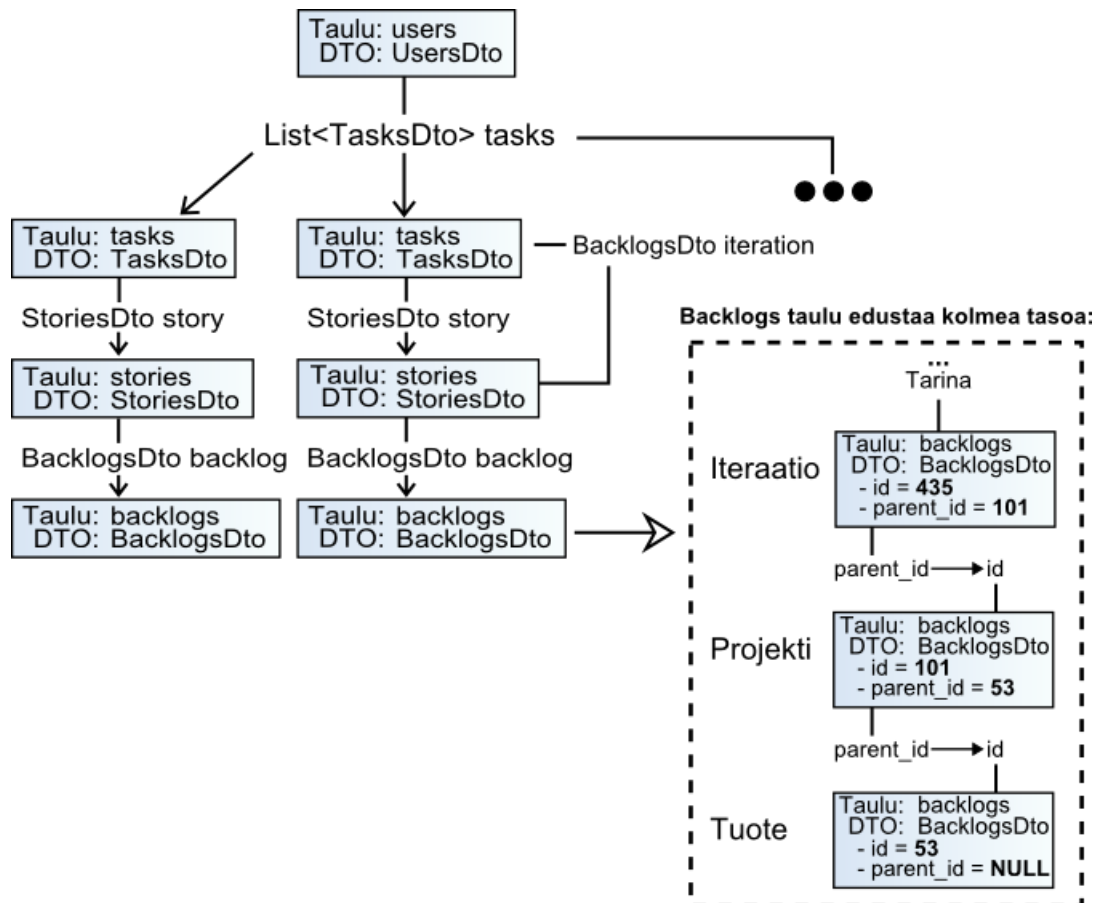 Taulu: users
DTO: UsersDto
List<TasksDto> tasks
Taulu: tasks
DTO: TasksDto
StoriesDto story
Taulu: stories
DTO: StoriesDto
BacklogsDto backlog
Taulu: backlogs
DTO: BacklogsDto
Taulu: tasks
DTO: TasksDto
BacklogsDto iteration
StoriesDto story
Taulu: stories
DTO: StoriesDto
BacklogsDto backlog
Taulu: backlogs
DTO: BacklogsDto
Backlogs taulu edustaa kolmea tasoa:
...
Tarina
Iteraatio
Taulu: backlogs
DTO: BacklogsDto
- id = 435
- parent_id = 101
parent_id id
Projekti
Taulu: backlogs
DTO: BacklogsDto
- id = 101
- parent_id = 53
parent_id id
Tuote
Taulu: backlogs
DTO: BacklogsDto
- id = 53
- parent_id = NULL